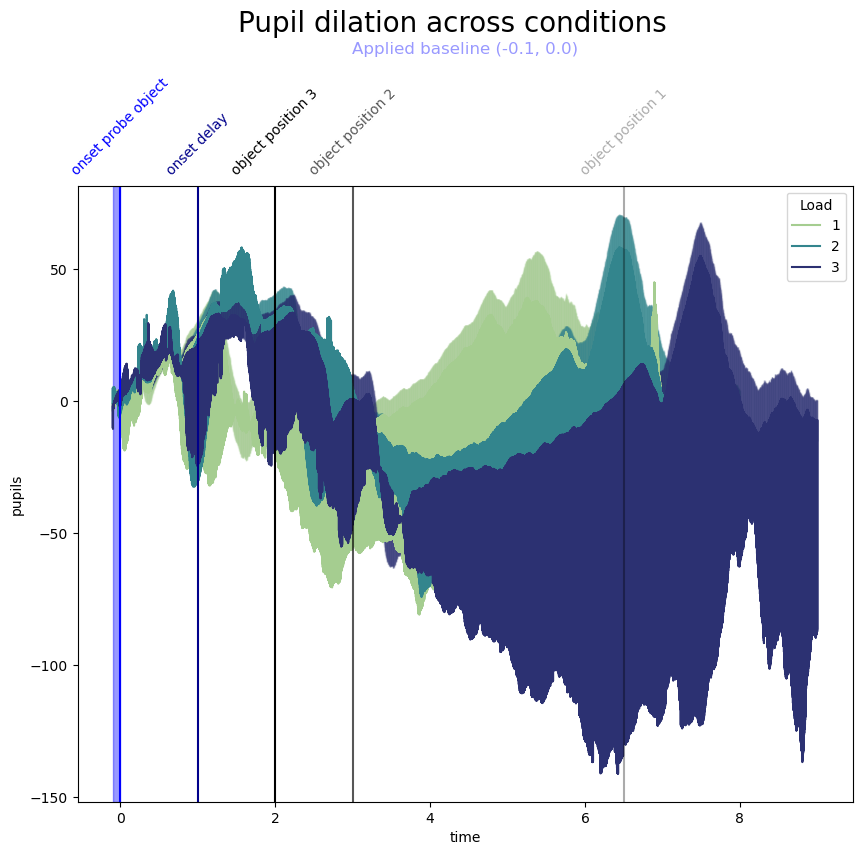 Pupil dilation across conditions
Applied baseline (-0.1, 0.0)
onset probe object
onset delay
object position 3
object position 2
object position 1
Load
1
2
3
50
0
−50
−100
−150
pupils
0 2 4 6 8
time